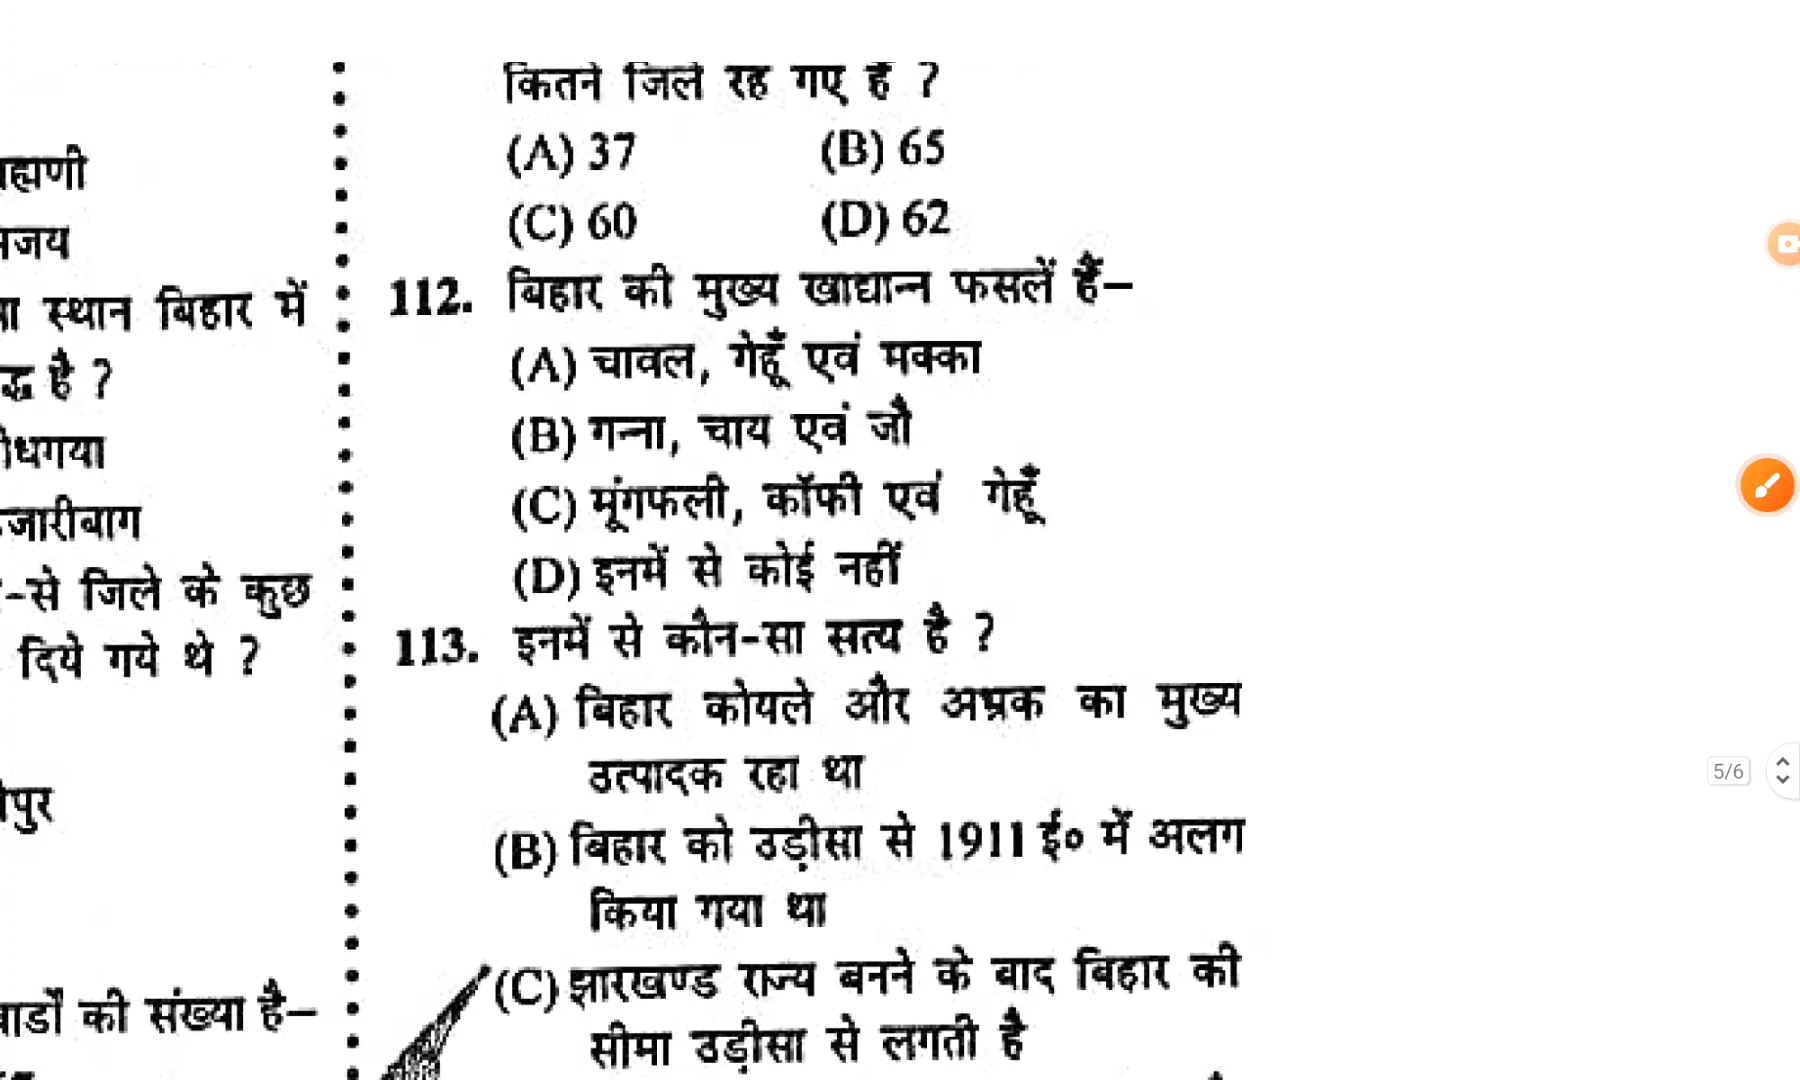 ह्मणी
जय
स्थान बिहार में
द्ध है ?
धगया
जारीबाग
-से जिले के कुछ
दिये गये थे ?
पुर
की संख्या है–
कितने जिले रह गए हैं ?
(A) 37 (B) 65
(C) 60 (D) 62
112. बिहार की मुख्य खाद्यान्न फसलें हैं–
(A) चावल, गेहूँ एवं मक्का
(B) गन्ना, चाय एवं जौ
(C) मूंगफली, कॉफी एवं गेहूँ
(D) इनमें से कोई नहीं
113. इनमें से कौन-सा सत्य है ?
(A) बिहार कोयले और अभ्रक का मुख्य
उत्पादक रहा था
(B) बिहार को उड़ीसा से 1911 ई० में अलग
किया गया था
(C) झारखण्ड राज्य बनने के बाद बिहार की
सीमा उड़ीसा से लगती है
5/6